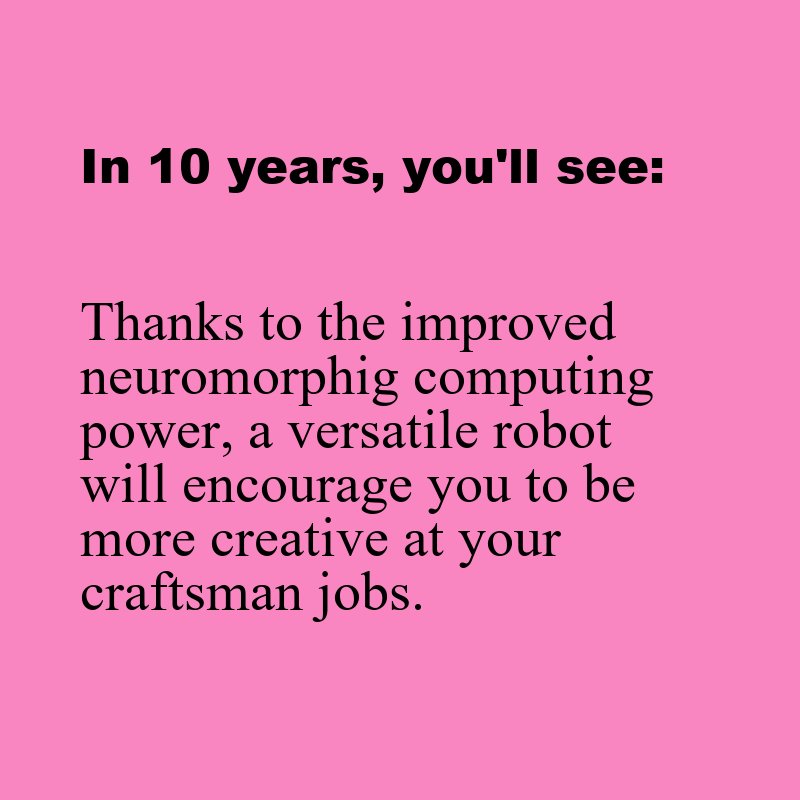 In 10 years, you'll see:
Thanks to the improved
neuromorphig computing
power, a versatile robot
will encourage you to be
more creative at your
craftsman jobs.